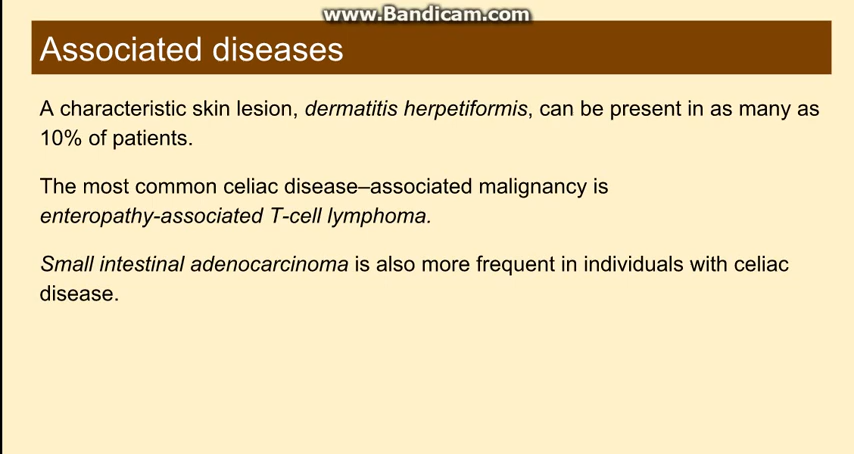 www.Bandicam.com
Associated diseases
A characteristic skin lesion, dermatitis herpetiformis, can be present in as many as
10% of patients.
The most common celiac disease–associated malignancy is
enteropathy-associated T-cell lymphoma.
Small intestinal adenocarcinoma is also more frequent in individuals with celiac
disease.